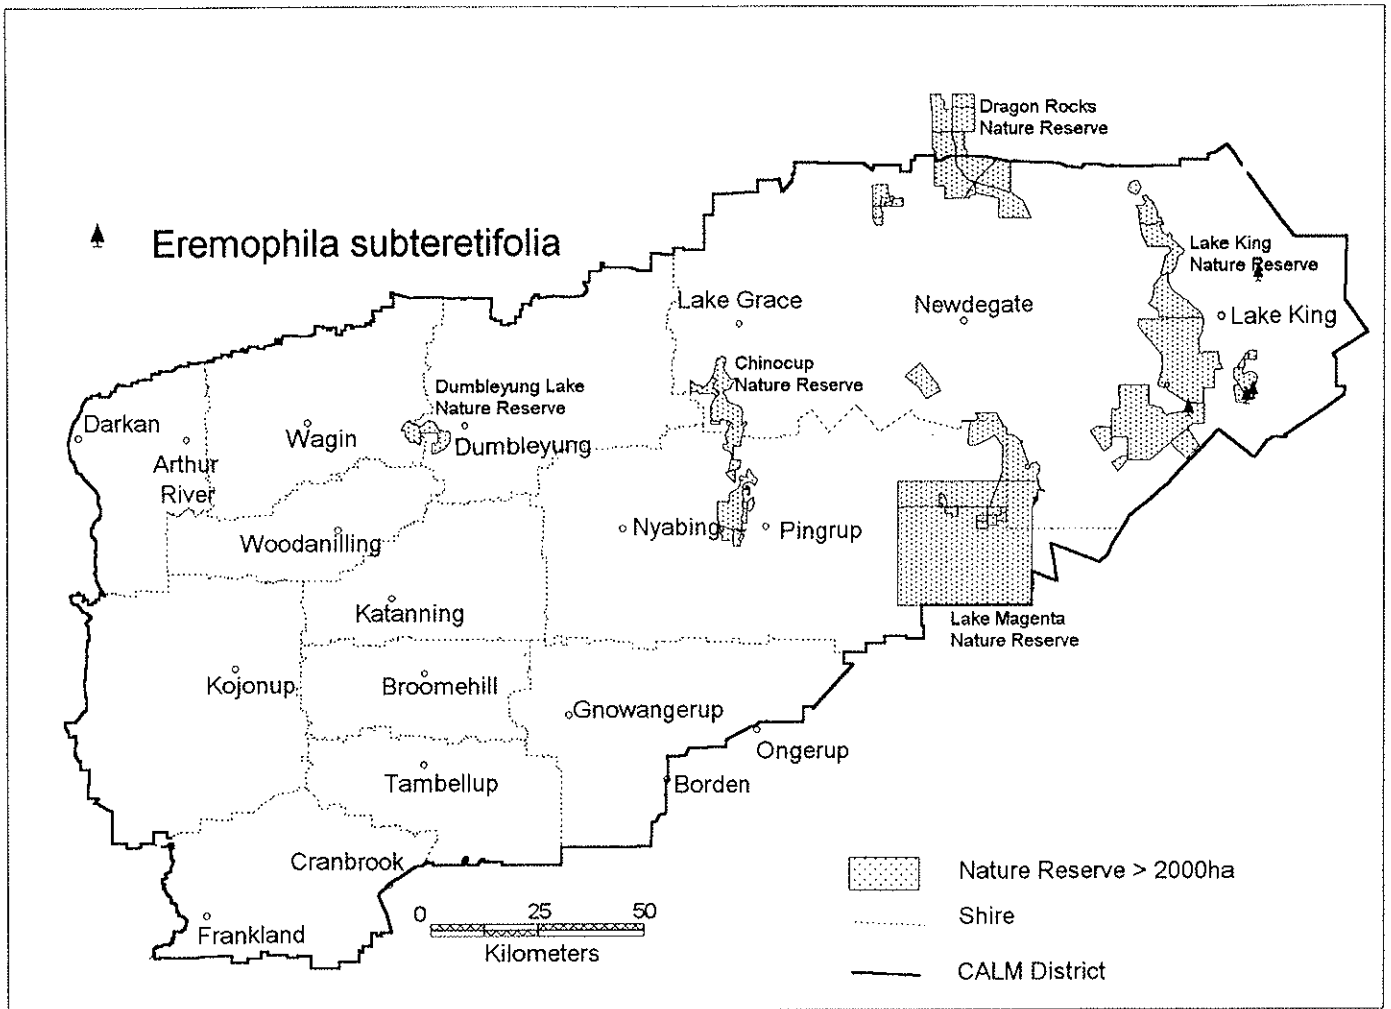 Dragon Rocks
Nature Reserve
Eremophila subteretifolia
Lake King
Nature Reserve
Lake Grace
Newdegate
Lake King
Chinocup
Nature Reserve
Dumbleyung Lake
Nature Reserve
Darkan
Wagin
Dumbleyung
Arthur
River
Nyabing
Pingrup
Woodanilling
Katanning
Lake Magenta
Nature Reserve
Kojonup
Broomehill
Gnowangerup
Ongerup
Tambellup
Borden
Cranbrook
Nature Reserve > 2000ha
0 25 50
Shire
Frankland
Kilometers
CALM District